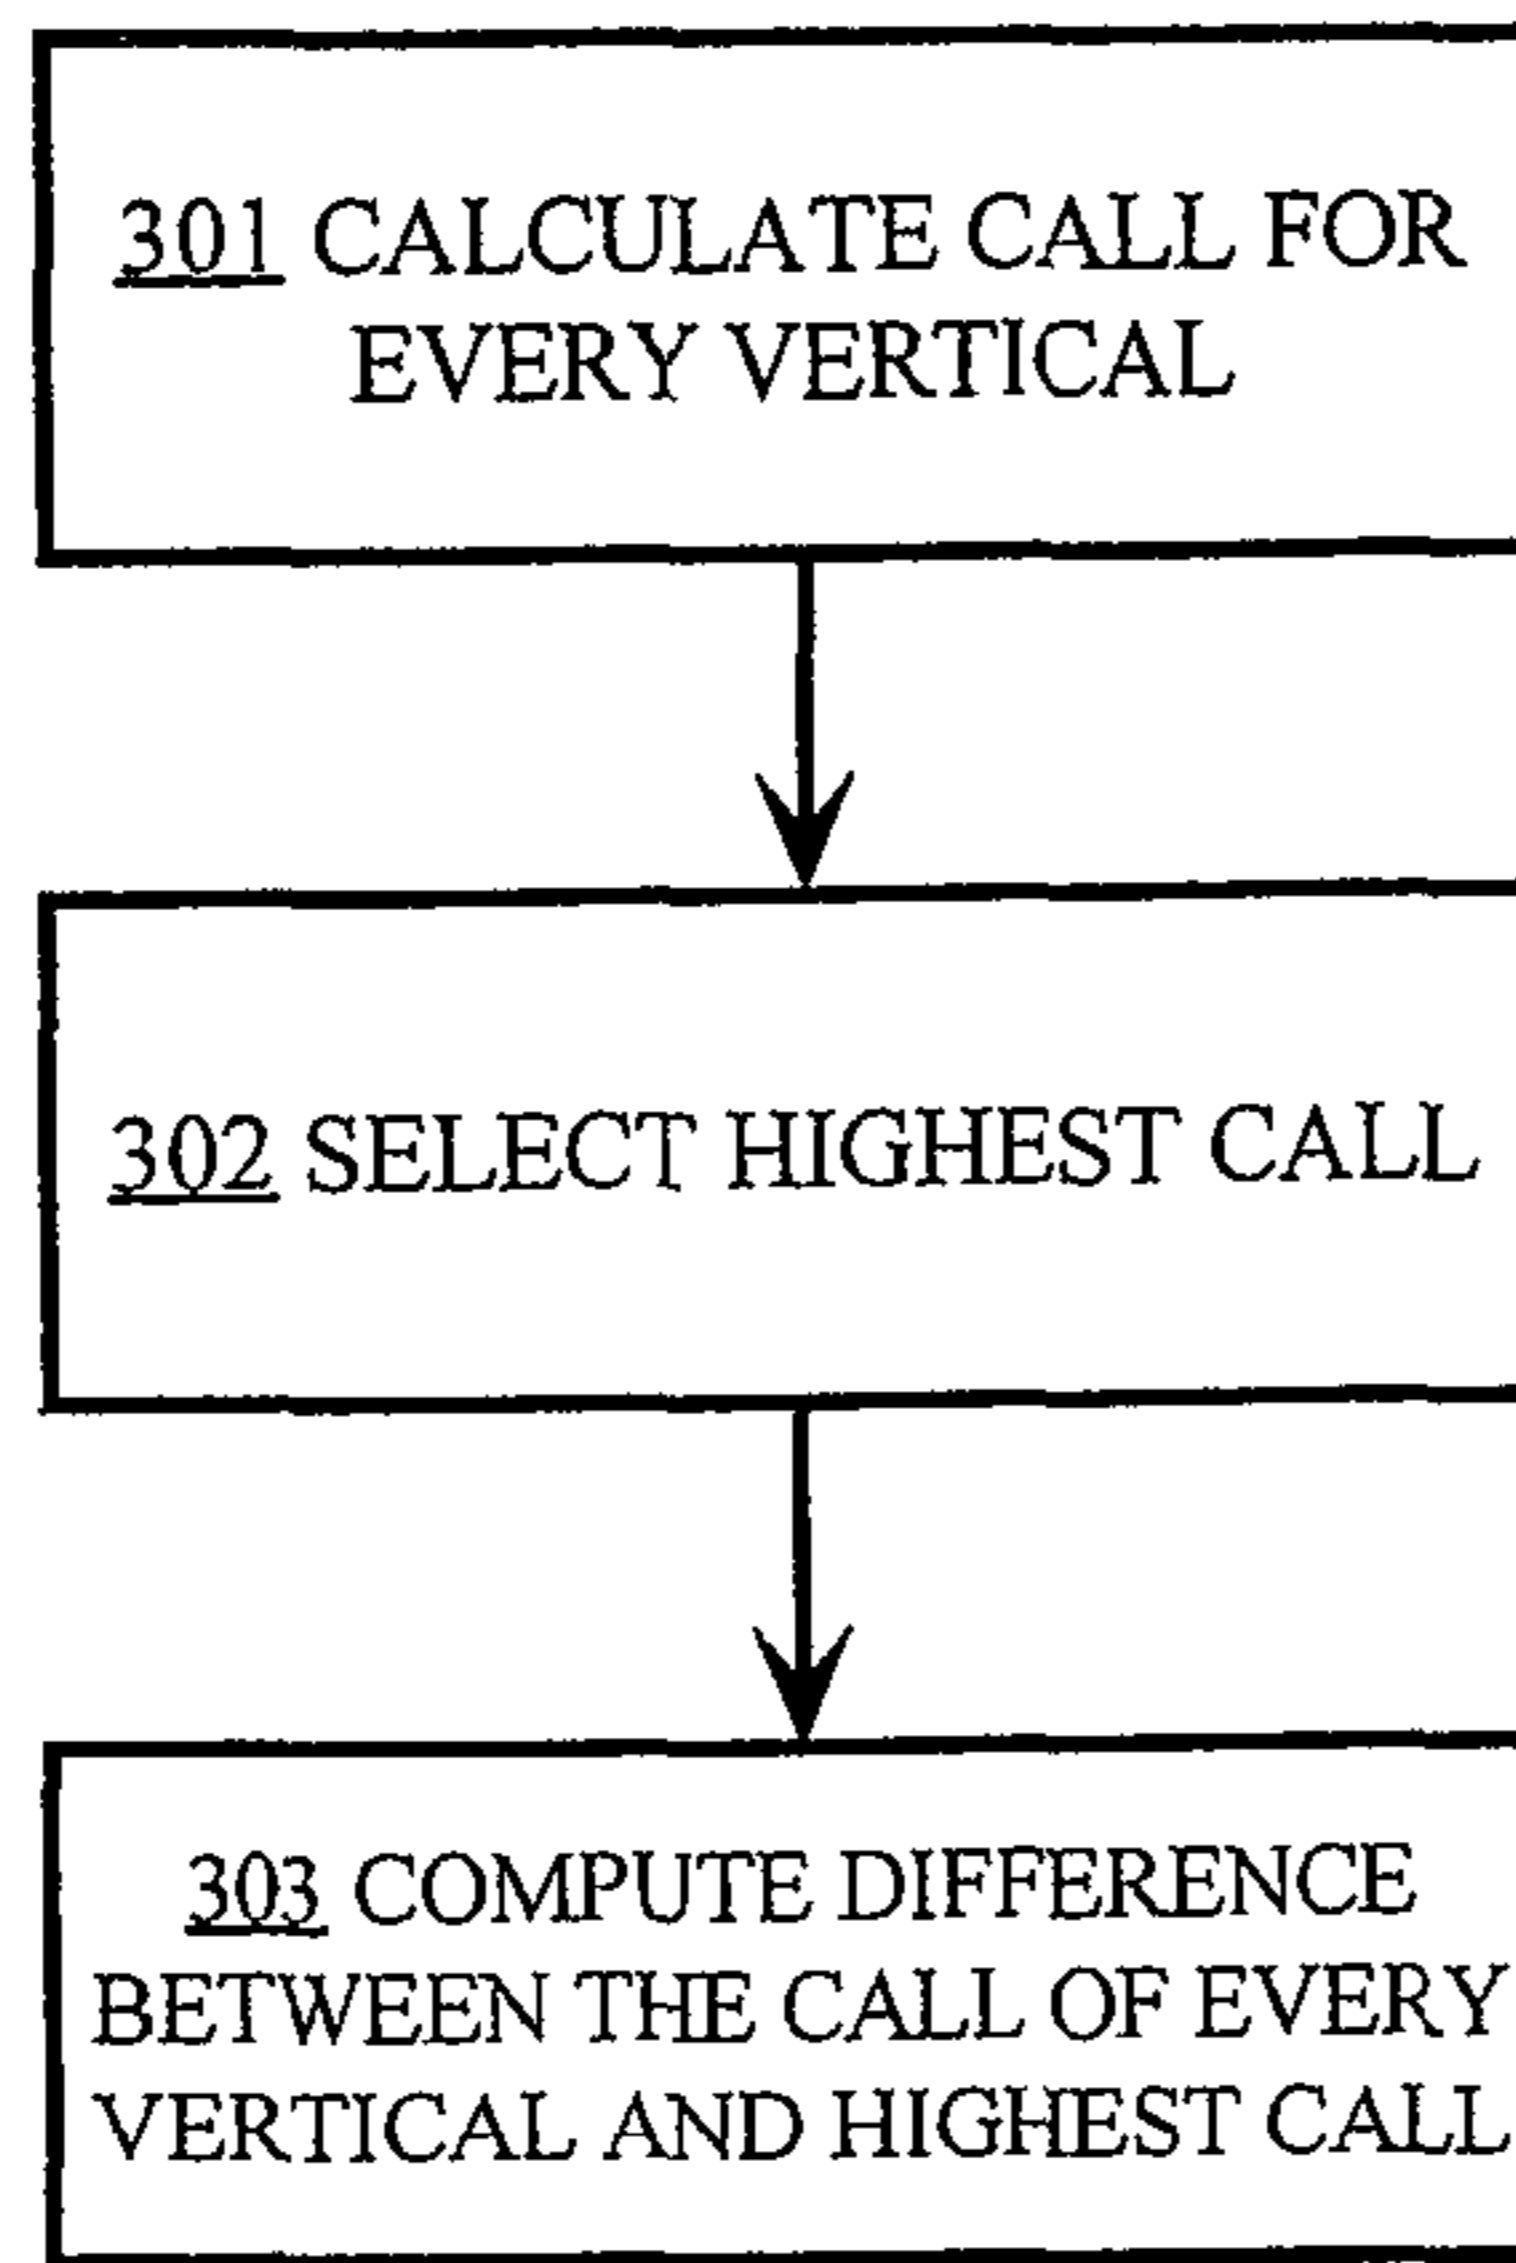 301 CALCULATE CALL FOR
EVERY VERTICAL
302 SELECT HIGHEST CALL
303 COMPUTE DIFFERENCE
BETWEEN THE CALL OF EVERY
VERTICAL AND HIGHEST CALL